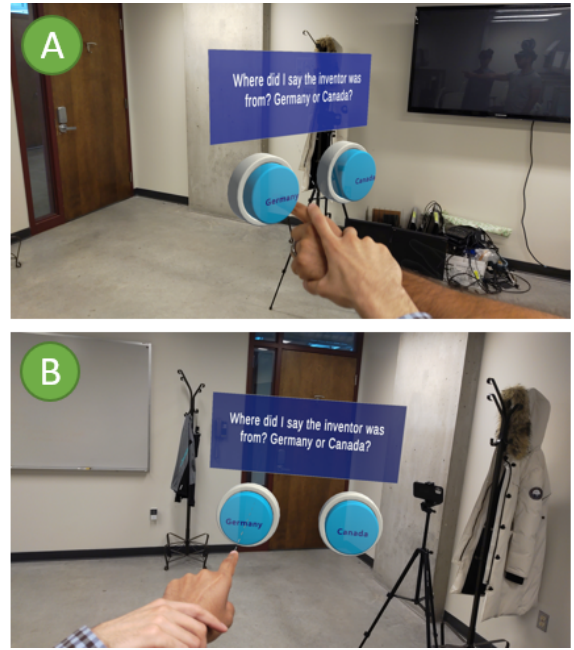 A
Where did I say the inventor was
from? Germany or Canada?
Germany
Canada
B
Where did I say the inventor was
from? Germany or Canada?
Germany
Canada